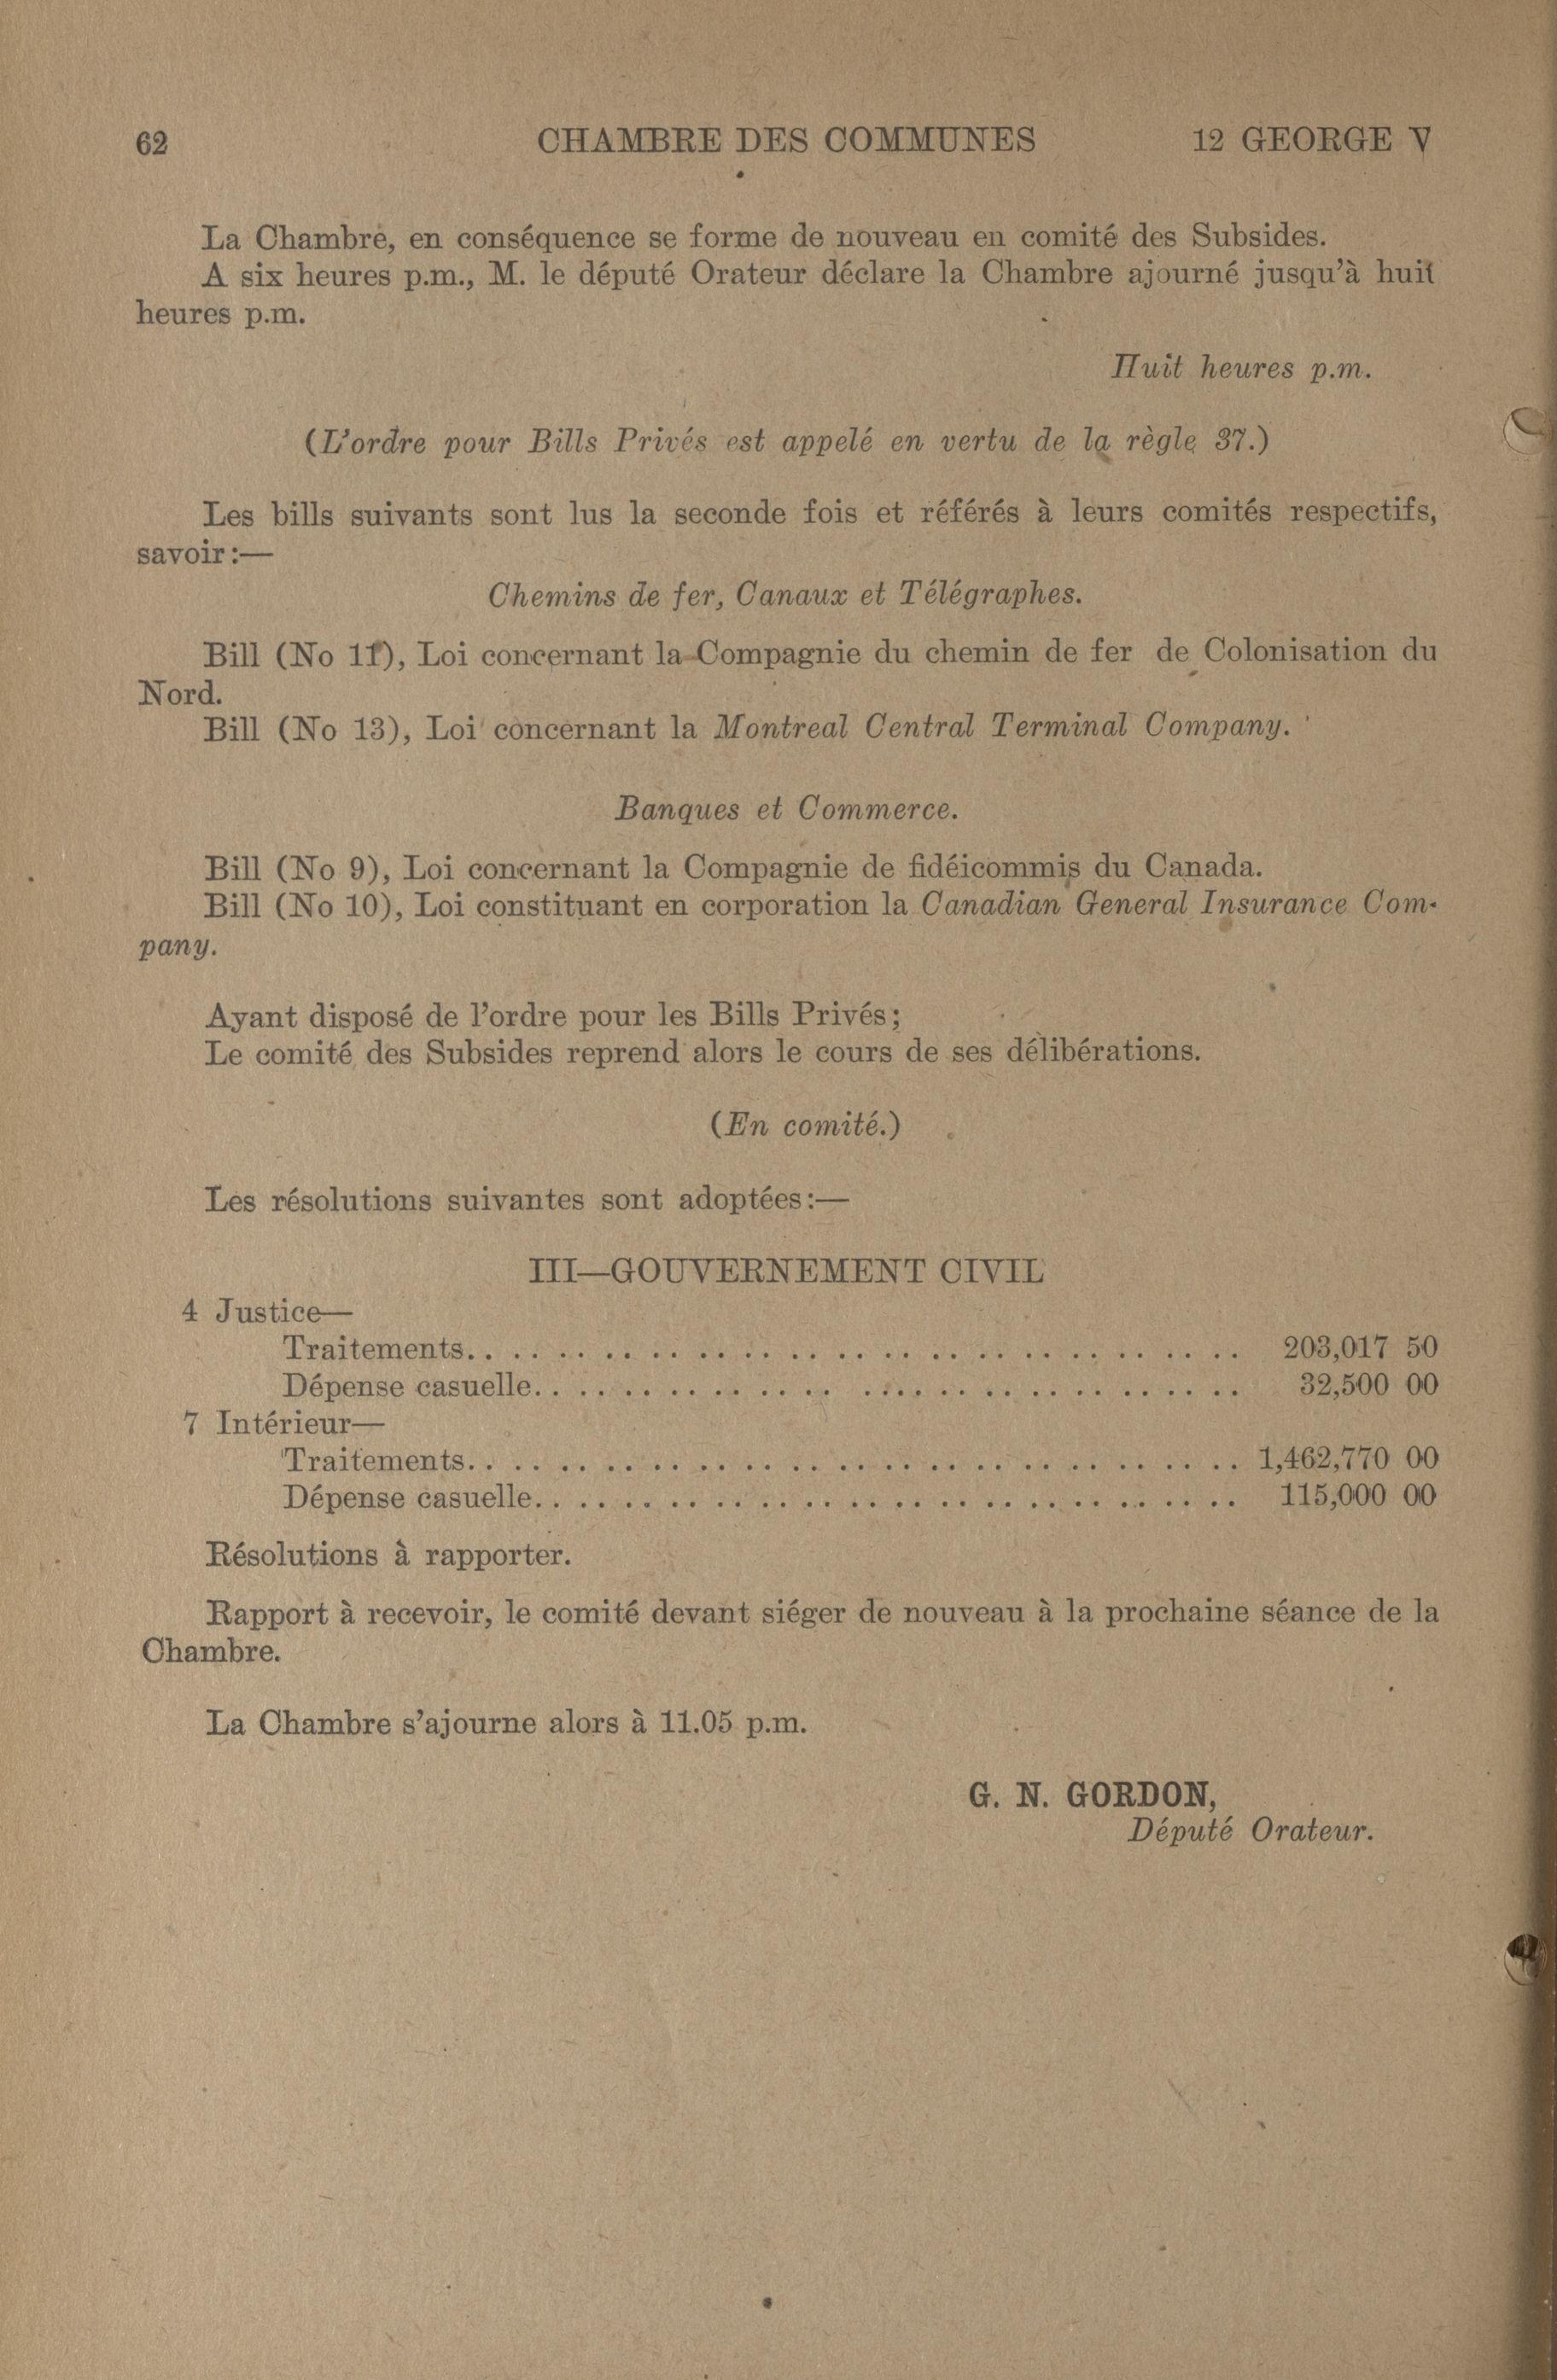 62 CHAMBRE DES COMMUNES 12 GEORGE V
La Chambre, en conséquence se forme de nouveau en comité des Subsides.
A six heures p.m., M. le député Orateur déclare la Chambre ajourné jusqu'à huit
heures p.m.
Huit heures p.m.
(L'ordre pour Bills Privés est appelé en vertu de la règle 37.)
Les bills suivants sont lus la seconde fois et référés à leurs comités respectifs,
savoir:—
Chemins de fer, Canaux et Télégraphes.
Bill (No 11), Loi concernant la Compagnie du chemin de fer de Colonisation du
Nord.
Bill (No 13), Loi concernant la Montreal Central Terminal Company.
Banques et Commerce.
Bill (No 9), Loi concernant la Compagnie de fidéicommis du Canada.
Bill (No 10), Loi constituant en corporation la Canadian General Insurance Com-
pany.
Ayant disposé de l'ordre pour les Bills Privés;
Le comité des Subsides reprend alors le cours de ses délibérations.
(En comité.)
Les résolutions suivantes sont adoptées:—
III—GOUVERNEMENT CIVIL
4 Justice—
Traitements. . . . . . . . . . . . . . . . . . . . . . . . . . . . . . . . . . 203,017 50
Dépense casuelle. . . . . . . . . . . . . . . . . . . . . . . . . . . . . . . 32,500 00
7 Intérieur—
Traitements. . . . . . . . . . . . . . . . . . . . . . . . . . . . . . . . . . 1,462,770 00
Dépense casuelle. . . . . . . . . . . . . . . . . . . . . . . . . . . . . . . 115,000 00
Résolutions à rapporter.
Rapport à recevoir, le comité devant siéger de nouveau à la prochaine séance de la
Chambre.
La Chambre s'ajourne alors à 11.05 p.m.
G. N. GORDON,
Député Orateur.